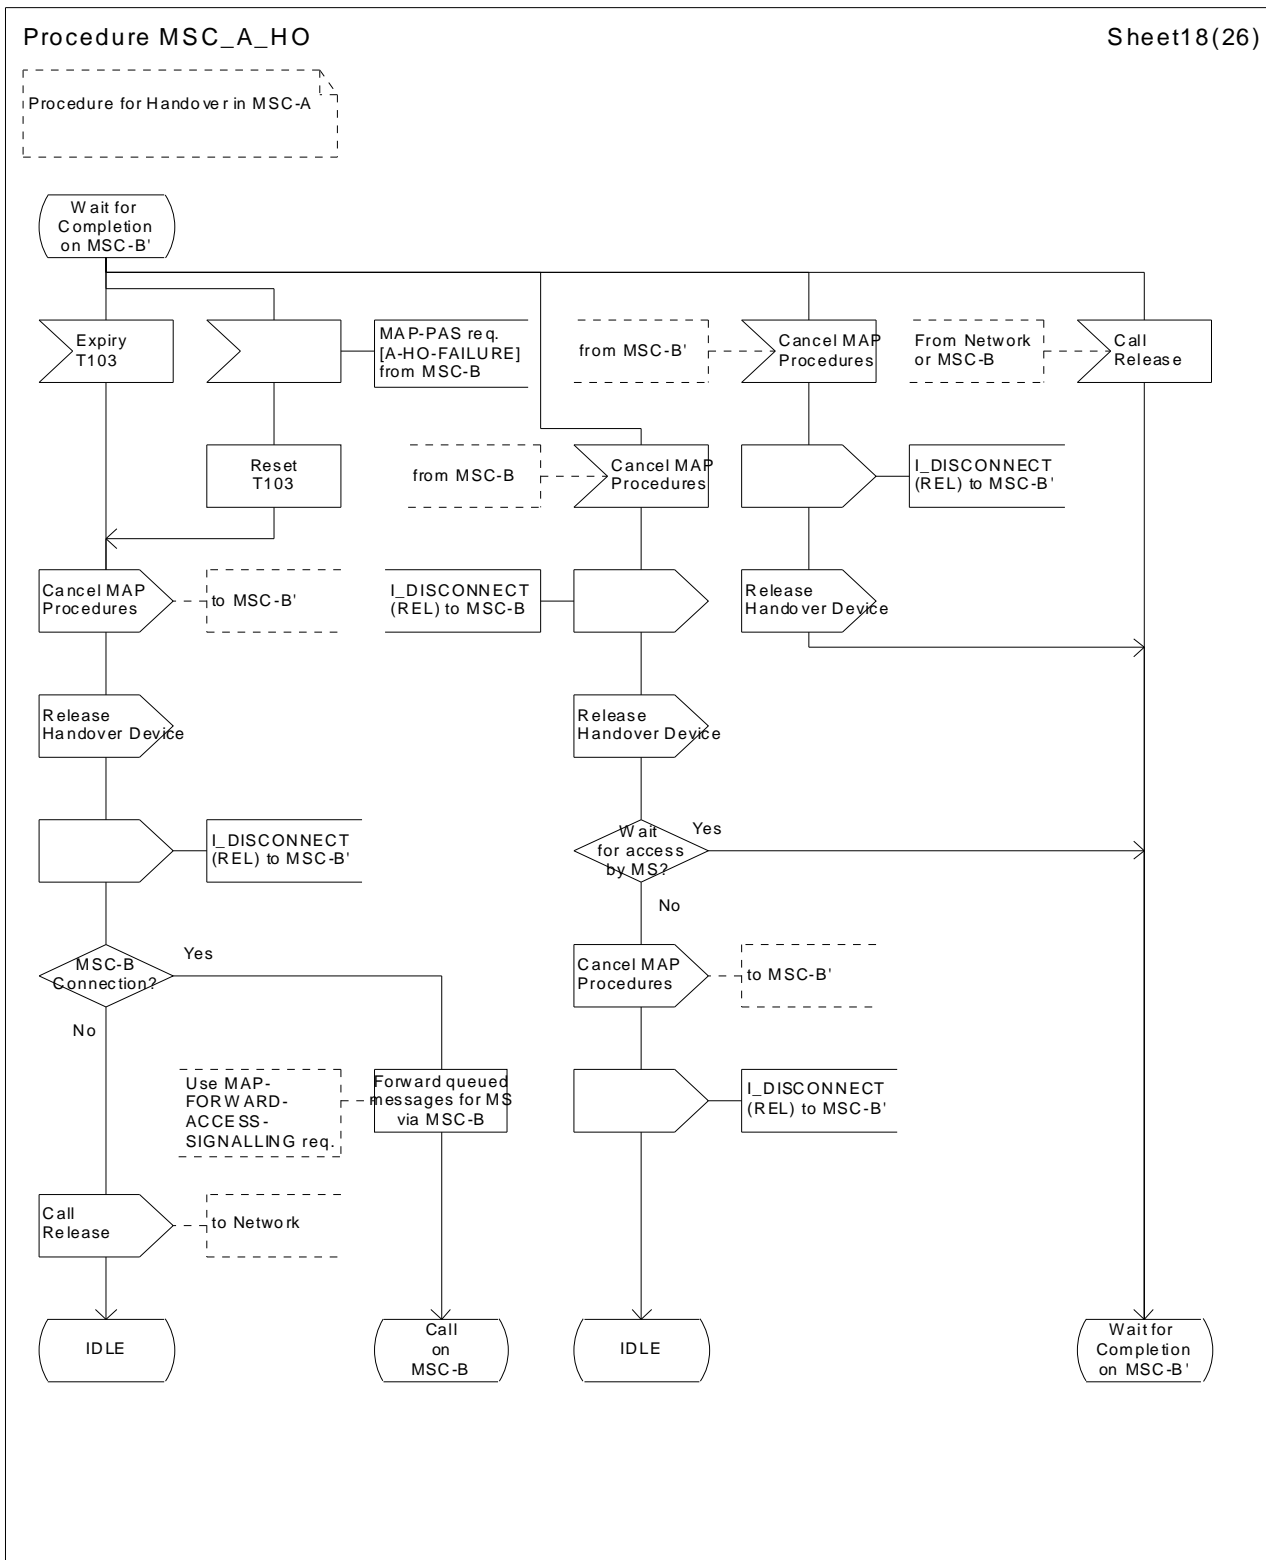 Procedure MSC_A_HO
Sheet18(26)
Procedure for Handover in MSC-A
Wait for
Completion
on MSC-B'
Expiry
T103
MAP-PAS req.
[A-HO-FAILURE]
from MSC-B
from MSC-B'
Cancel MAP
Procedures
From Network
or MSC-B
Call
Release
Reset
T103
from MSC-B
Cancel MAP
Procedures
I_DISCONNECT
(REL) to MSC-B'
Cancel MAP
Procedures
to MSC-B'
I_DISCONNECT
(REL) to MSC-B
Release
Handover Device
Release
Handover Device
Release
Handover Device
I_DISCONNECT
(REL) to MSC-B'
Wait
for access
by MS?
Yes
No
MSC-B
Connection?
Yes
No
Cancel MAP
Procedures
to MSC-B'
Use MAP-
FORWARD-
ACCESS-
SIGNALLING req.
Forward queued
messages for MS
via MSC-B
I_DISCONNECT
(REL) to MSC-B'
Call
Release
to Network
IDLE
Call
on
MSC-B
IDLE
Wait for
Completion
on MSC-B'